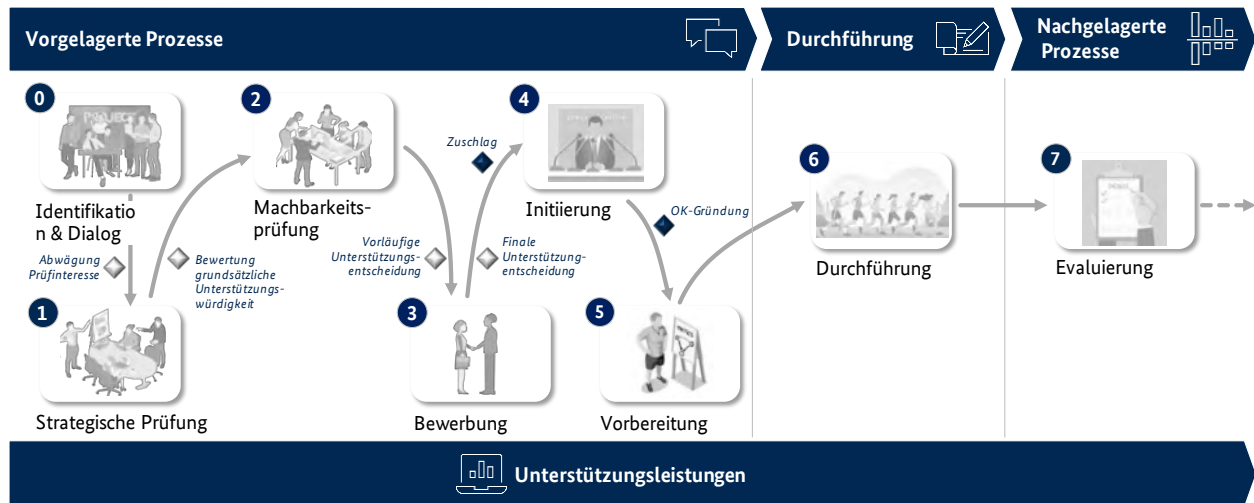 Vorgelagerte Prozesse
Durchführung
Nachgelagerte
Prozesse
0
Identifikatio
n & Dialog
Abwägung
Prüfinteresse
1
Strategische Prüfung
Bewertung
grundsätzliche
Unterstützungs-
würdigkeit
2
Machbarkeits-
prüfung
Vorläufige
Unterstützungs-
entscheidung
3
Bewerbung
Finale
Unterstützung-
entscheidung
Zuschlag
4
Initiierung
OK-Gründung
5
Vorbereitung
6
Durchführung
7
Evaluierung
Unterstützungsleistungen